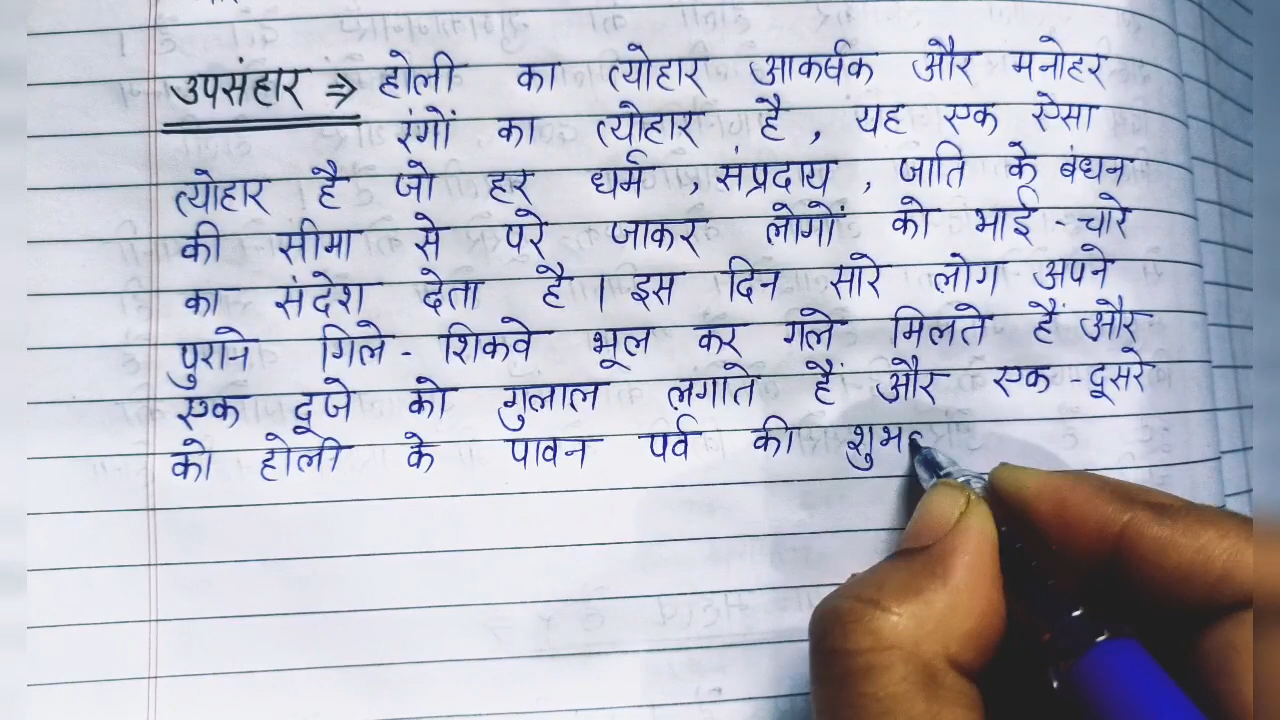 उपसंहार ⇒ होली का त्योहार आकर्षक और मनोहर
रंगों का त्योहार है, यह एक ऐसा
त्योहार है जो हर धर्म, संप्रदाय, जाति के बंधन
की सीमा से परे जाकर लोगों को भाई-चारे
का संदेश देता है। इस दिन सारे लोग अपने
पुराने गिले-शिकवे भूल कर गले मिलते हैं और
एक दूजे को गुलाल लगाते हैं और एक-दूसरे
को होली के पावन पर्व की